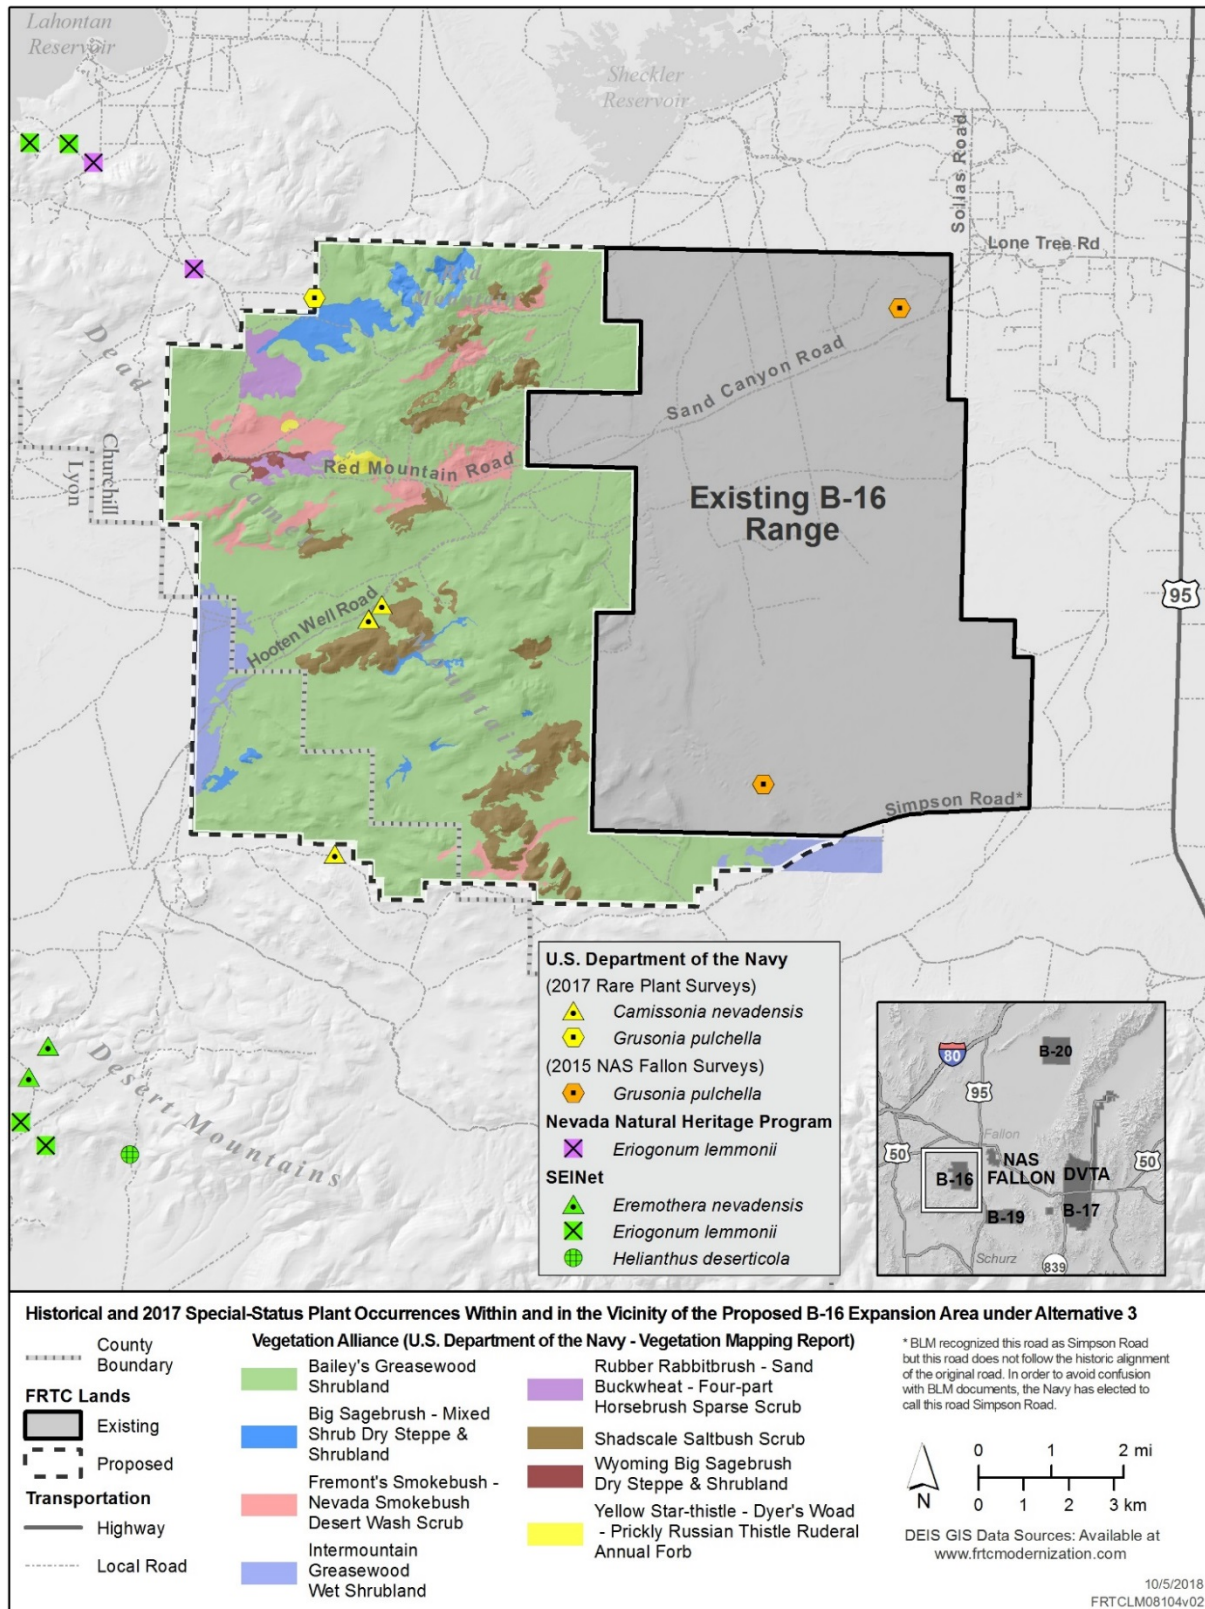 Lahontan
Reservoir
Sheckler
Reservoir
Solias Road
Lone Tree Rd
Red
Mountain
Dead
Camel
Mountains
Sand Canyon Road
Churchill
Lyon
Red Mountain Road
Existing B-16
Range
95
Hooten Well Road
Simpson Road*
Desert Mountains
U.S. Department of the Navy
(2017 Rare Plant Surveys)
Camissonia nevadensis
Grusonia pulchella
(2015 NAS Fallon Surveys)
Grusonia pulchella
Nevada Natural Heritage Program
Eriogonum lemmonii
SEINet
Eremothera nevadensis
Eriogonum lemmonii
Helianthus deserticola
80
B-20
95
Fallon
50
NAS
FALLON
DVTA
50
B-16
B-17
B-19
Schurz
839
Historical and 2017 Special-Status Plant Occurrences Within and in the Vicinity of the Proposed B-16 Expansion Area under Alternative 3
County
Boundary
FRTC Lands
Existing
Proposed
Transportation
Highway
Local Road
Vegetation Alliance (U.S. Department of the Navy - Vegetation Mapping Report)
Bailey's Greasewood
Shrubland
Big Sagebrush - Mixed
Shrub Dry Steppe &
Shrubland
Fremont's Smokebush -
Nevada Smokebush
Desert Wash Scrub
Intermountain
Greasewood
Wet Shrubland
Rubber Rabbitbrush - Sand
Buckwheat - Four-part
Horsebrush Sparse Scrub
Shadscale Saltbush Scrub
Wyoming Big Sagebrush
Dry Steppe & Shrubland
Yellow Star-thistle - Dyer's Woad
- Prickly Russian Thistle Ruderal
Annual Forb
* BLM recognized this road as Simpson Road
but this road does not follow the historic alignment
of the original road. In order to avoid confusion
with BLM documents, the Navy has elected to
call this road Simpson Road.
N
0 1 2 mi
0 1 2 3 km
DEIS GIS Data Sources: Available at
www.frtcmodernization.com
10/5/2018
FRTCLM08104v02